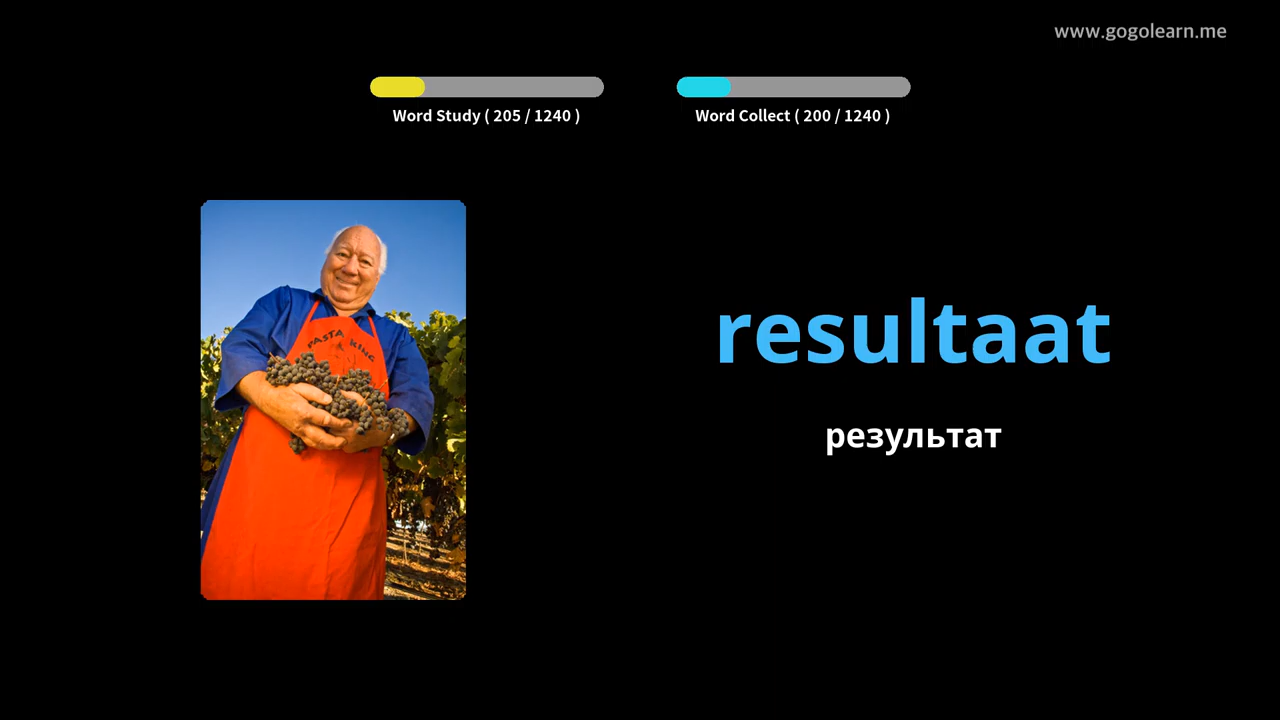 www.gogolearn.me
Word Study ( 205 / 1240 )
Word Collect ( 200 / 1240 )
PASTA KING
resultaat
результат